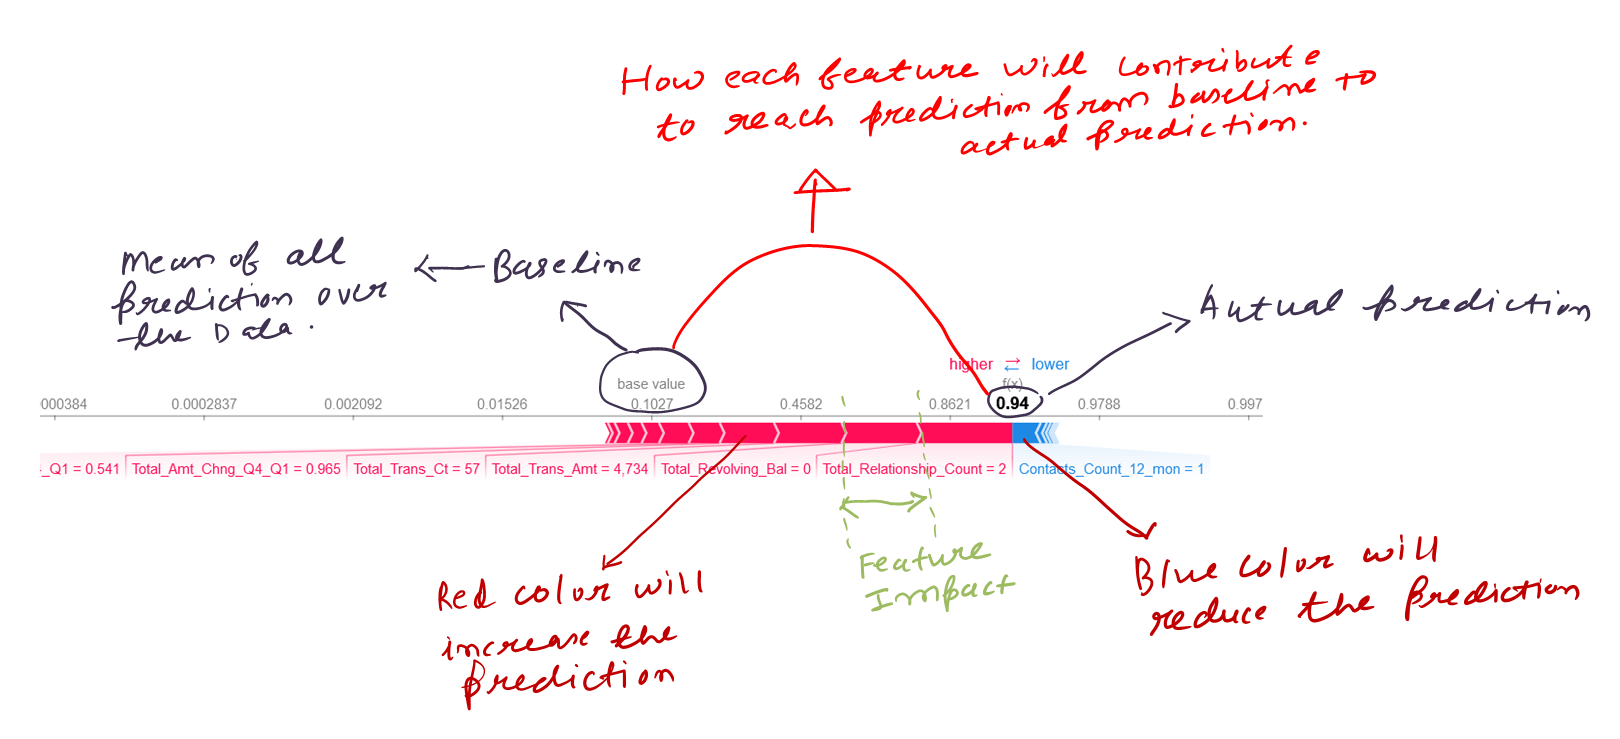 How each feature will contribute
to reach prediction from baseline to
actual prediction.
Mean of all
prediction over
the Data.
Baseline
Autual prediction
higher ⇄ lower
base value
f(x)
000384 0.0002837 0.002092 0.01526 0.1027 0.4582 0.8621 0.94 0.9788 0.997
_Q1 = 0.541 Total_Amt_Chng_Q4_Q1 = 0.965 Total_Trans_Ct = 57 Total_Trans_Amt = 4,734 Total_Revolving_Bal = 0 Total_Relationship_Count = 2 Contacts_Count_12_mon = 1
Feature
Impact
Red color will
increase the
prediction
Blue color will
reduce the prediction